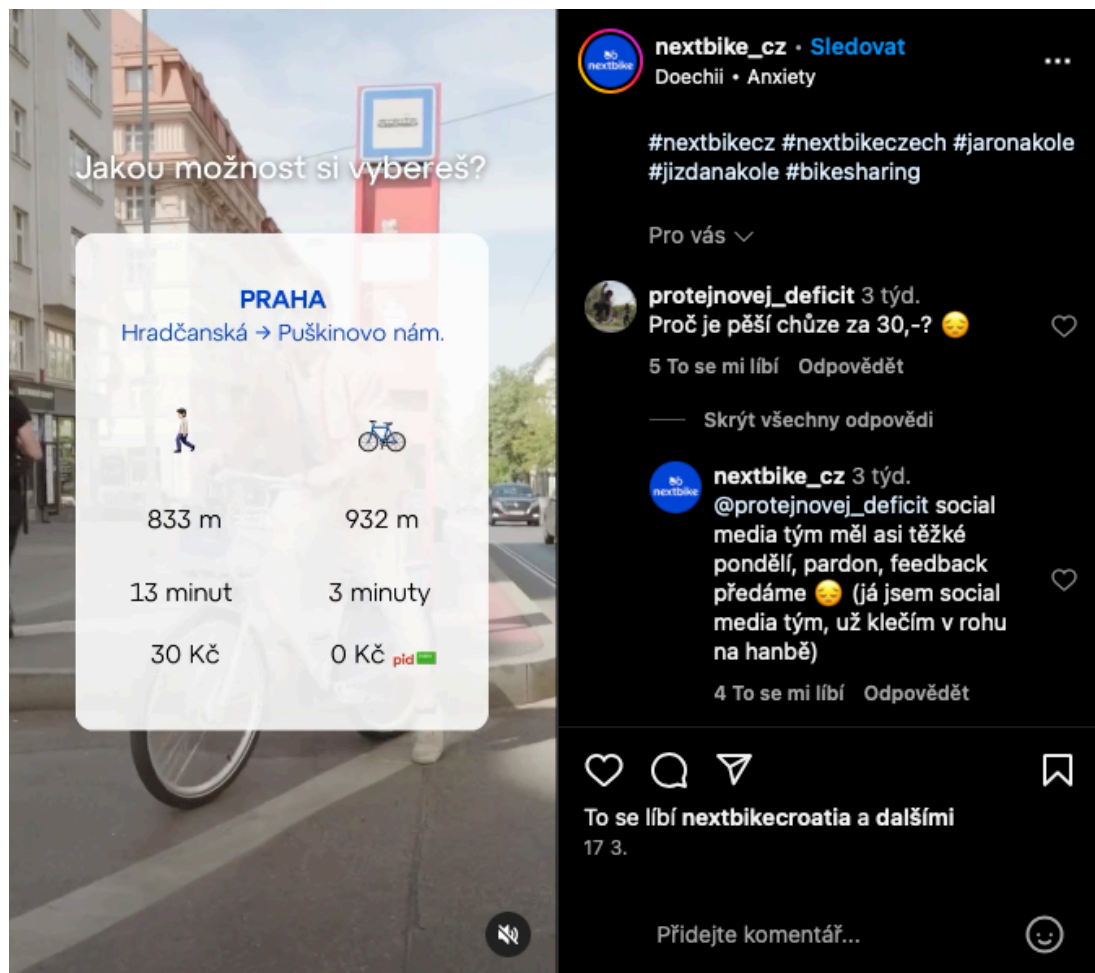 Jakou možnost si vybereš?
PRAHA
Hradčanská → Puškinovo nám.
833 m
932 m
13 minut
3 minuty
30 Kč
0 Kč pid
nextbike
nextbike_cz • Sledovat
Doechii • Anxiety
#nextbikecz #nextbikeczech #jaronakole
#jizdanakole #bikesharing
Pro vás
protejnovej_deficit 3 týd.
Proč je pěší chůze za 30,-? 😔
5 To se mi líbí Odpovědět
Skrýt všechny odpovědi
nextbike
nextbike_cz 3 týd.
@protejnovej_deficit social
media tým měl asi těžké
pondělí, pardon, feedback
předáme 😔 (já jsem social
media tým, už klečím v rohu
na hanbě)
4 To se mi líbí Odpovědět
To se líbí nextbikecroatia a dalšími
17 3.
Přidejte komentář...